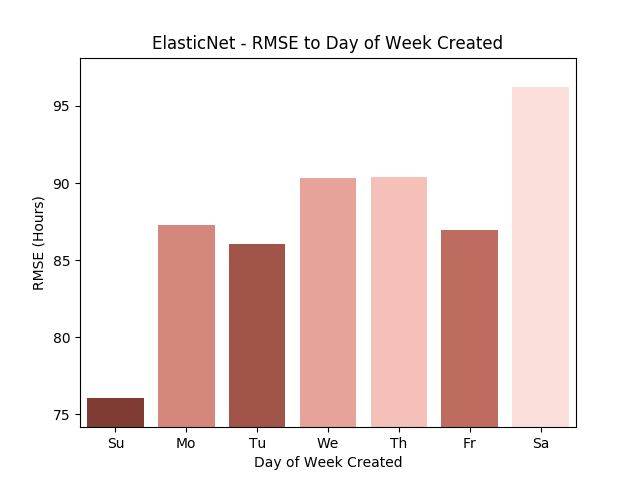 ElasticNet - RMSE to Day of Week Created
95
90
85
80
75
RMSE (Hours)
Su Mo Tu We Th Fr Sa
Day of Week Created